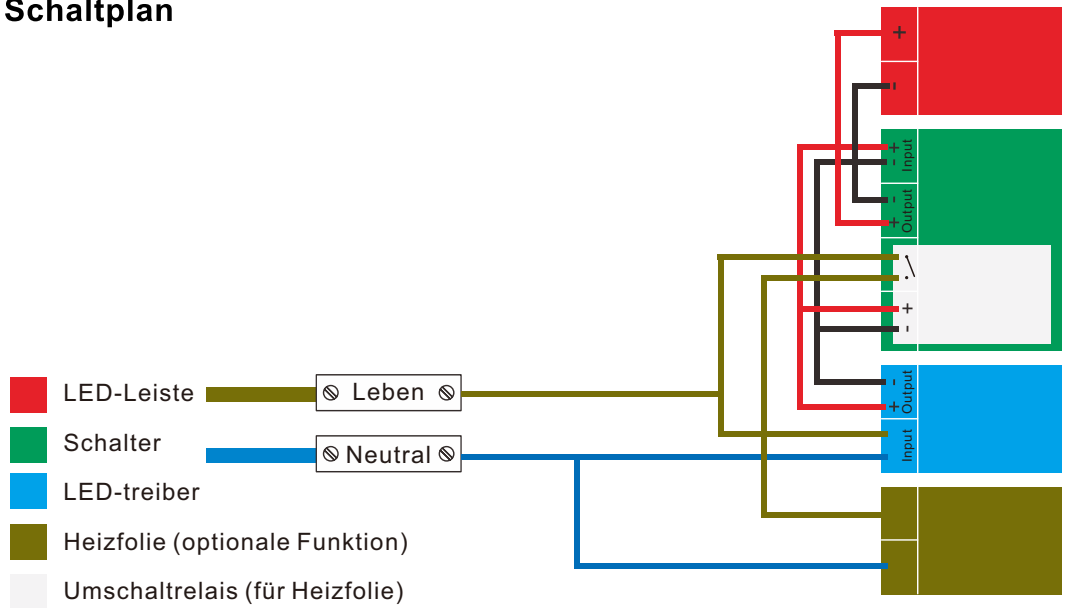 Schaltplan
+
-
+
-
Input
-
+
Output
+
-
-
+
Output
Input
Leben
Neutral
LED-Leiste
Schalter
LED-treiber
Heizfolie (optionale Funktion)
Umschaltrelais (für Heizfolie)